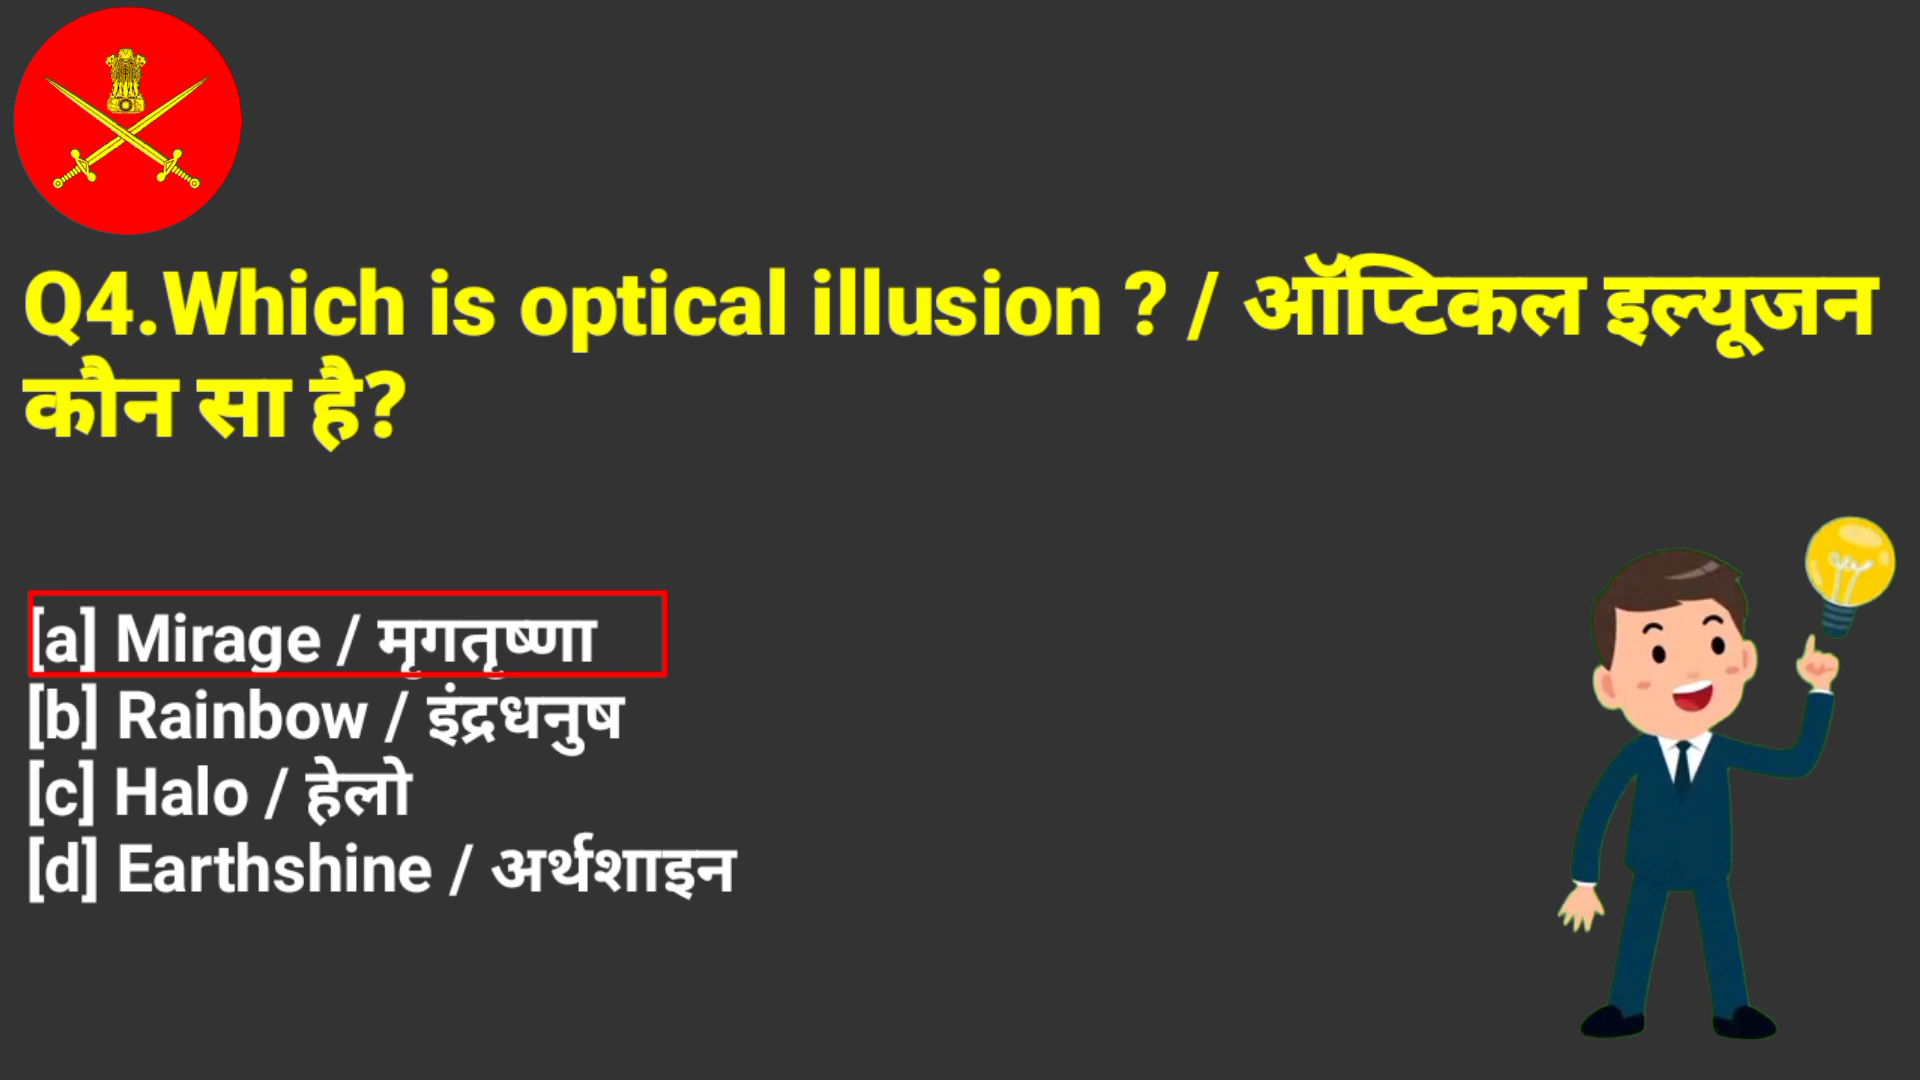 Q4.Which is optical illusion ? / ऑप्टिकल इल्यूजन
कौन सा है?
[a] Mirage / मृगतृष्णा
[b] Rainbow / इंद्रधनुष
[c] Halo / हेलो
[d] Earthshine / अर्थशाइन